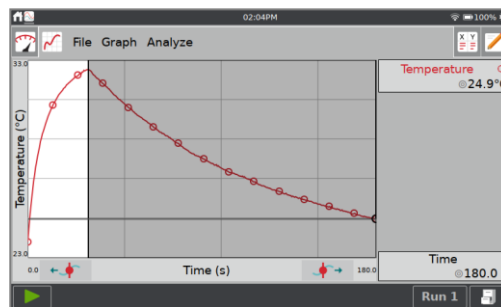 02:04PM 100%
File Graph Analyze
X Y
33.0
Temperature (°C)
23.0
0.0 Time (s) 180.0
Temperature
24.9°
Time
180.0
Run 1